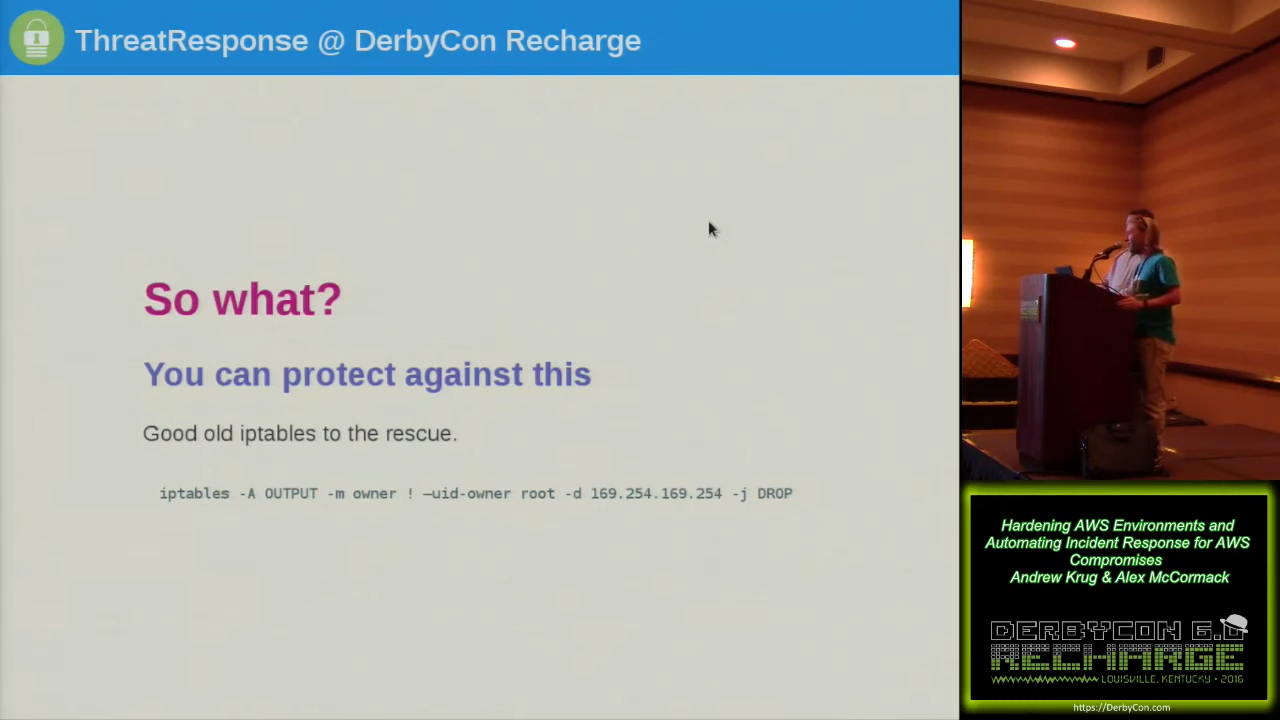 ThreatResponse @ DerbyCon Recharge
So what?
You can protect against this
Good old iptables to the rescue.
iptables -A OUTPUT -m owner ! –uid-owner root -d 169.254.169.254 -j DROP
Hardening AWS Environments and
Automating Incident Response for AWS
Compromises
Andrew Krug & Alex McCormack
DERBYCON 6.0
RECHARGE
LOUISVILLE, KENTUCKY • 2016
https://DerbyCon.com